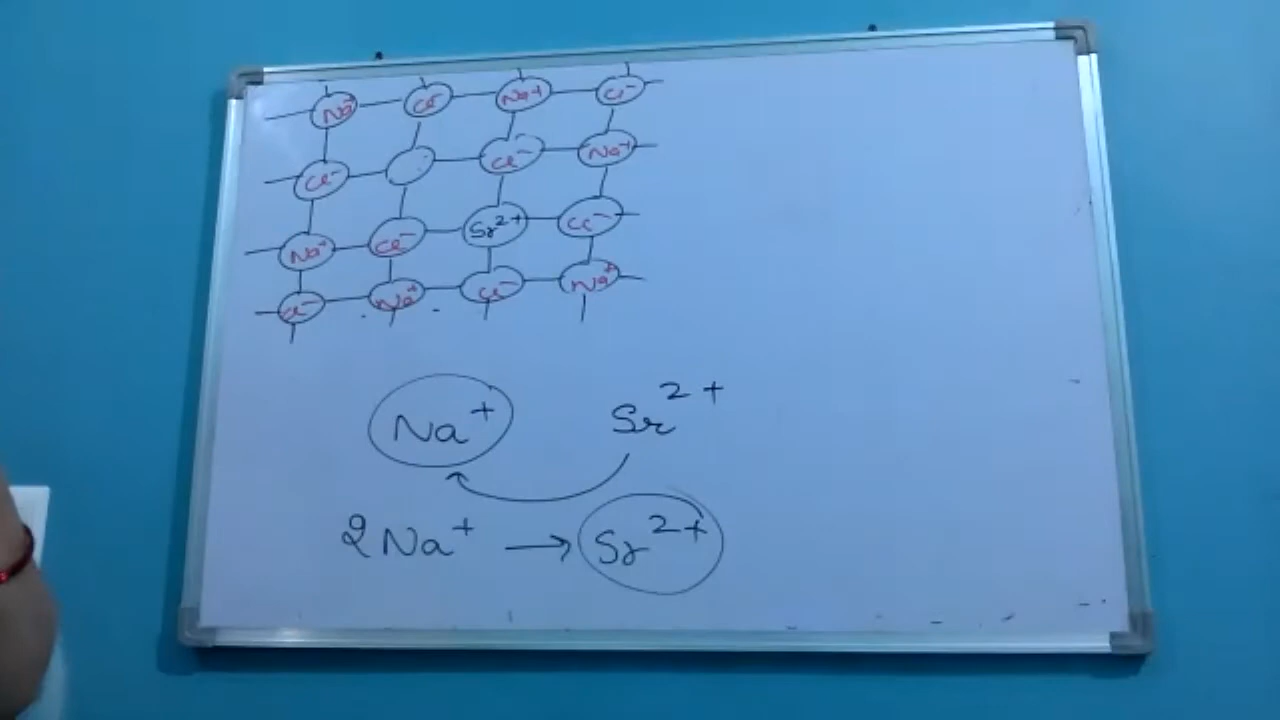 Na+ Cl- Na+ Cl-
Cl- Cl- Na+
Na+ Cl- Sr2+ Cl-
Cl- Na+ Cl- Na+
Na+ Sr2+
2Na+ → Sr2+